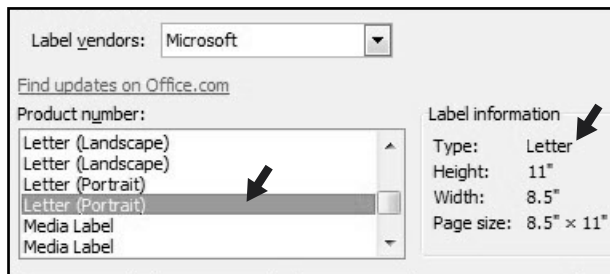 Label vendors: Microsoft
Find updates on Office.com
Product number:
Letter (Landscape)
Letter (Landscape)
Letter (Portrait)
Letter (Portrait)
Media Label
Media Label
Label information
Type: Letter
Height: 11"
Width: 8.5"
Page size: 8.5" × 11"